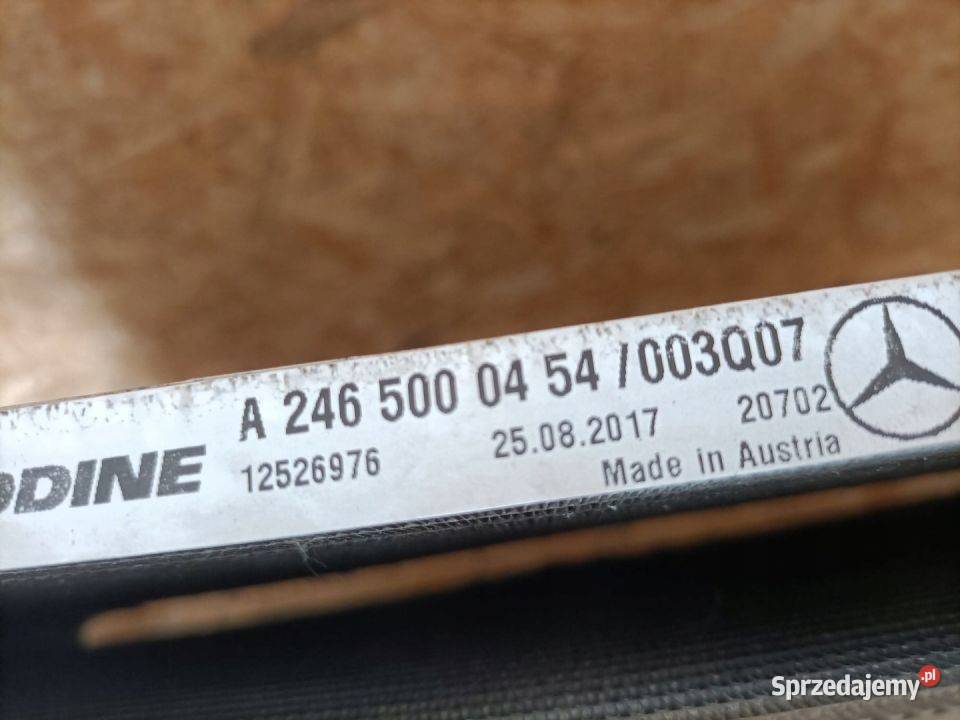 A 246 500 04 54 / 003Q07
ODINE 12526976 25.08.2017 20702
Made in Austria
Sprzedajemy.pl